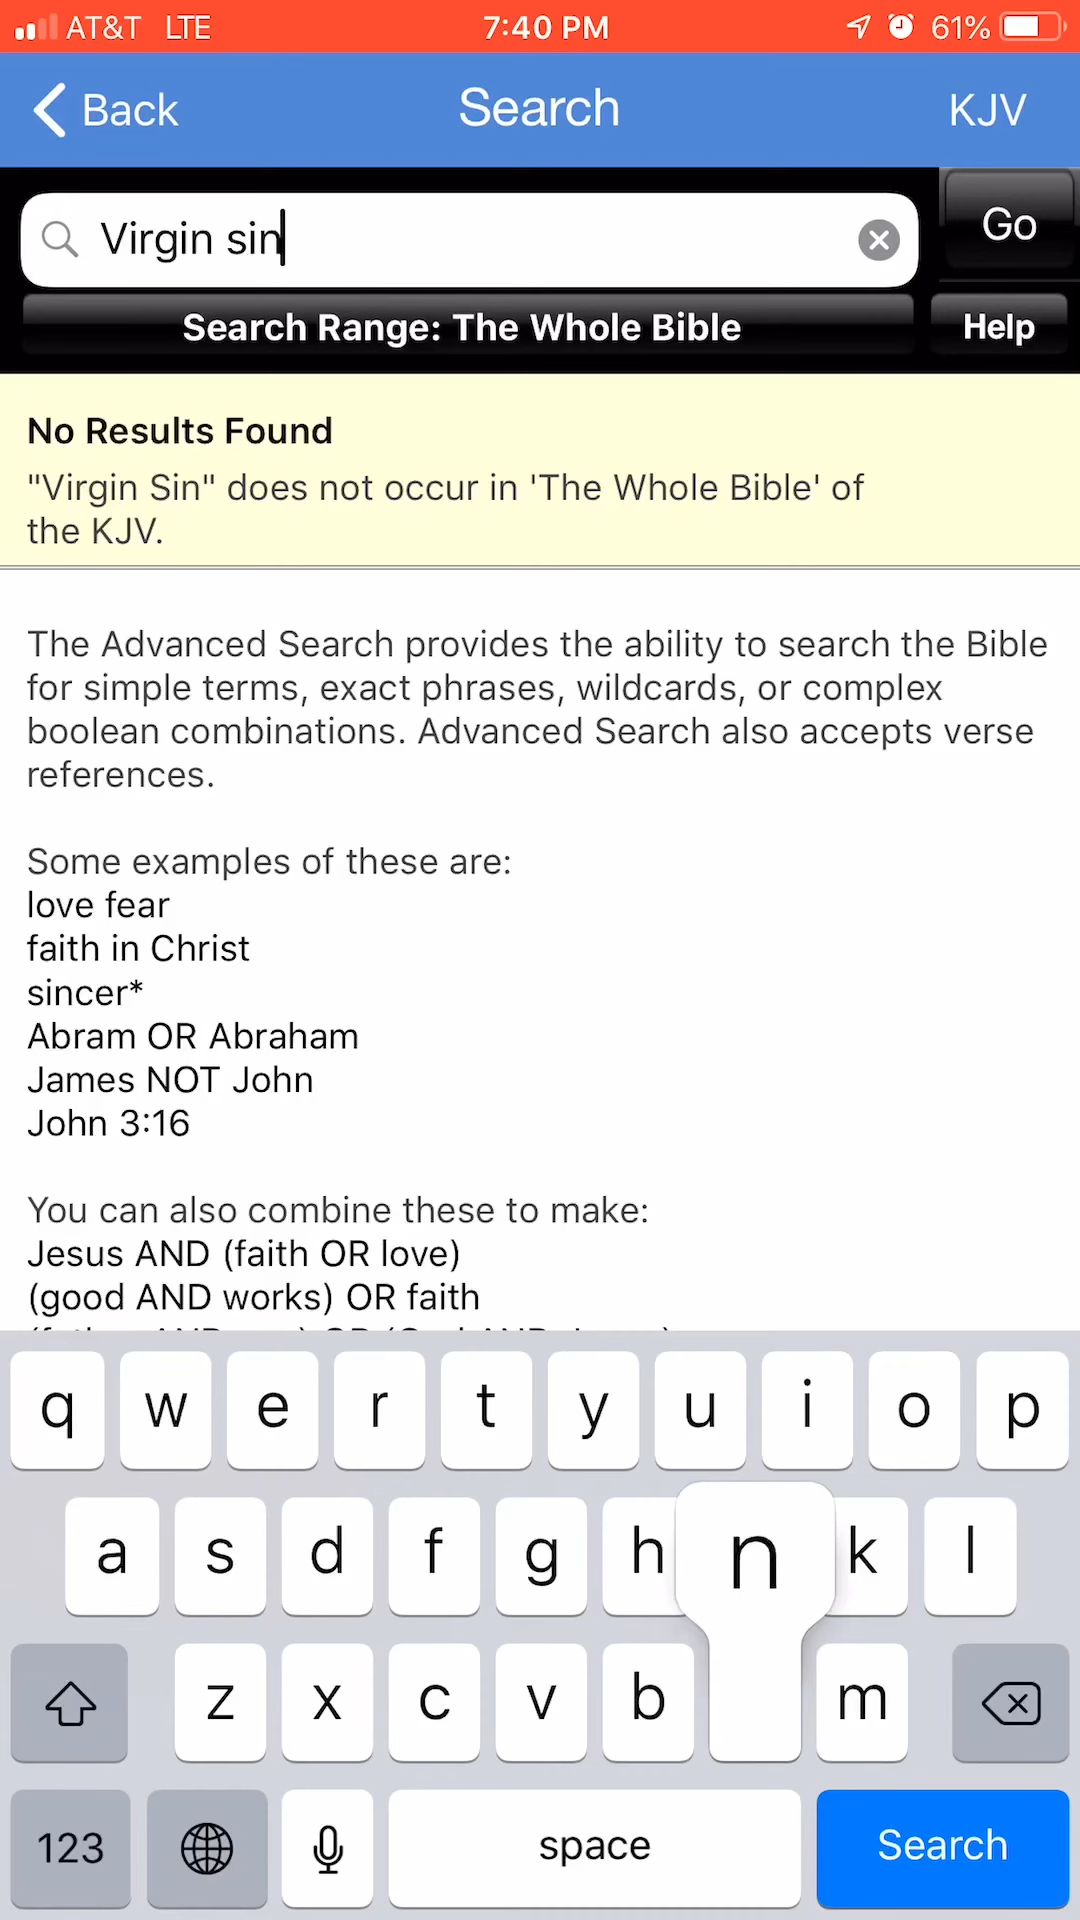 AT&T LTE 7:40 PM 61%
Back Search KJV
Virgin sin
Go
Search Range: The Whole Bible
Help
No Results Found
"Virgin Sin" does not occur in 'The Whole Bible' of
the KJV.
The Advanced Search provides the ability to search the Bible
for simple terms, exact phrases, wildcards, or complex
boolean combinations. Advanced Search also accepts verse
references.
Some examples of these are:
love fear
faith in Christ
sincer*
Abram OR Abraham
James NOT John
John 3:16
You can also combine these to make:
Jesus AND (faith OR love)
(good AND works) OR faith
q w e r t y u i o p
a s d f g h n k l
z x c v b m
123 space Search